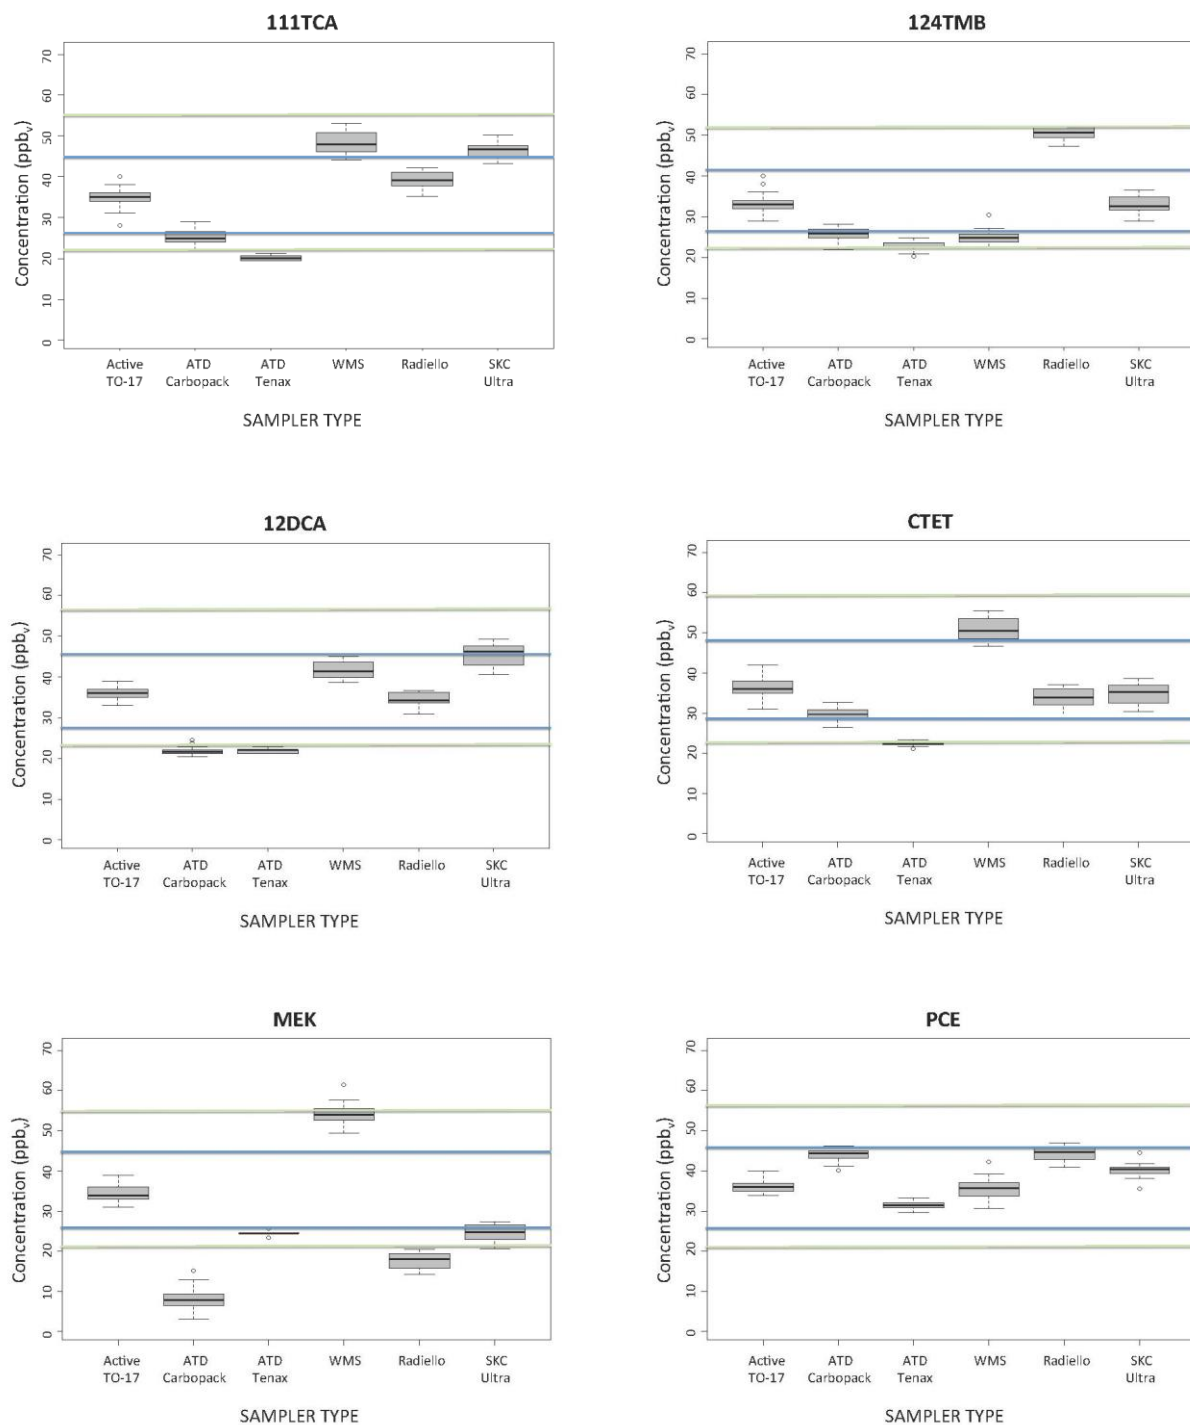 111TCA
Concentration (ppbv)
0 10 20 30 40 50 60 70
Active TO-17
ATD Carbopack
ATD Tenax
WMS
Radiello
SKC Ultra
SAMPLER TYPE
124TMB
Concentration (ppbv)
0 10 20 30 40 50 60 70
Active TO-17
ATD Carbopack
ATD Tenax
WMS
Radiello
SKC Ultra
SAMPLER TYPE
12DCA
Concentration (ppbv)
0 10 20 30 40 50 60 70
Active TO-17
ATD Carbopack
ATD Tenax
WMS
Radiello
SKC Ultra
SAMPLER TYPE
CTET
Concentration (ppbv)
0 10 20 30 40 50 60 70
Active TO-17
ATD Carbopack
ATD Tenax
WMS
Radiello
SKC Ultra
SAMPLER TYPE
MEK
Concentration (ppbv)
0 10 20 30 40 50 60 70
Active TO-17
ATD Carbopack
ATD Tenax
WMS
Radiello
SKC Ultra
SAMPLER TYPE
PCE
Concentration (ppbv)
0 10 20 30 40 50 60 70
Active TO-17
ATD Carbopack
ATD Tenax
WMS
Radiello
SKC Ultra
SAMPLER TYPE